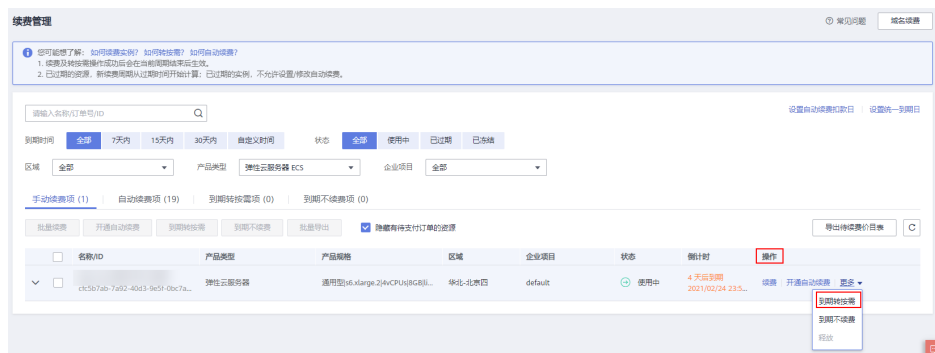 续费管理
常见问题 域名续费
您可能想了解： 如何续费实例？ 如何转按需？ 如何自动续费？
1. 续费及转按需操作成功后会在当前周期结束后生效。
2. 已过期的资源，新续费周期从过期时间开始计算；已过期的实例，不允许设置/修改自动续费。
请输入名称/订单号/ID
设置自动续费扣款日 设置统一到期日
到期时间 全部 7天内 15天内 30天内 自定义时间 状态 全部 使用中 已过期 已冻结
区域 全部 产品类型 弹性云服务器 ECS 企业项目 全部
手动续费项 (1) 自动续费项 (19) 到期转按需项 (0) 到期不续费项 (0)
批量续费 开通自动续费 到期转按需 到期不续费 批量导出 隐藏有待支付订单的资源 导出待续费价目表
名称/ID 产品类型 产品规格 区域 企业项目 状态 倒计时 操作
弹性云服务器 通用型|s6.xlarge.2|4vCPUs|8GB|li... 华北-北京四 default 使用中 4 天后到期 续费 开通自动续费 更多
cfc5b7ab-7a92-40d3-9e5f-0bc7a... 2021/02/24 23:5...
到期转按需
到期不续费
释放